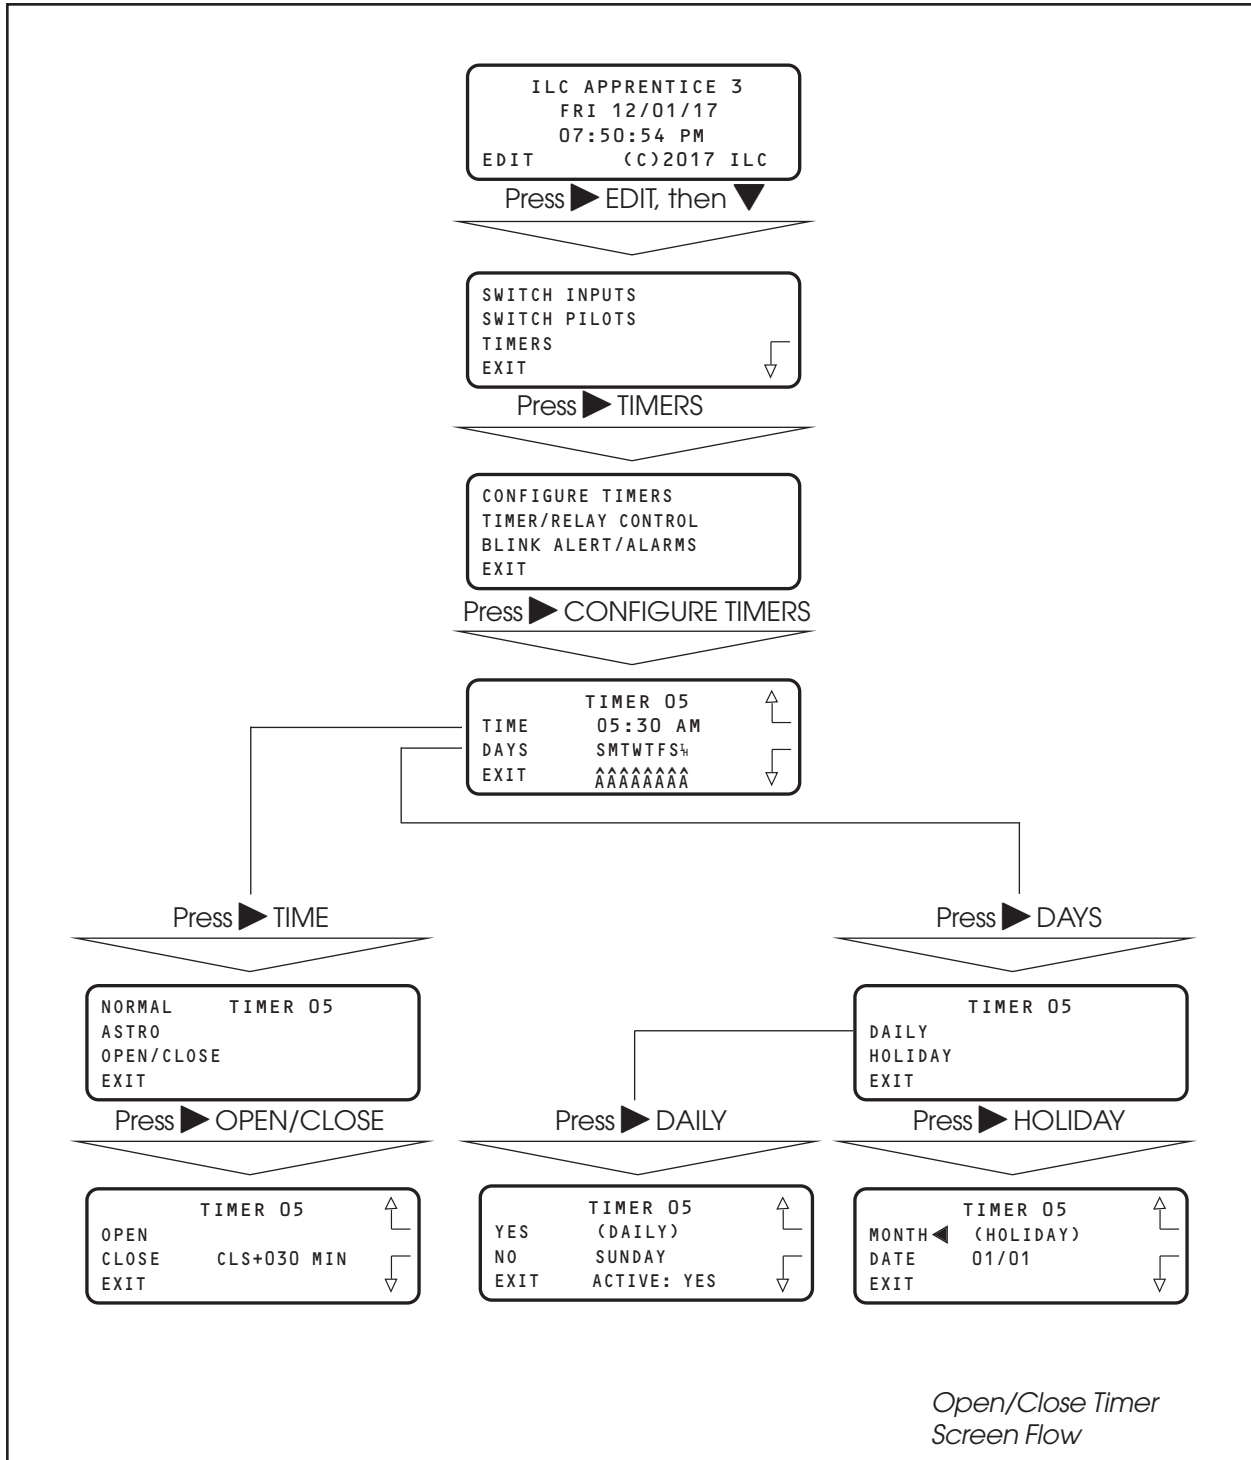 ILC APPRENTICE 3
FRI 12/01/17
07:50:54 PM
EDIT (C)2017 ILC
Press ▶ EDIT, then ▼
SWITCH INPUTS
SWITCH PILOTS
TIMERS
EXIT
Press ▶ TIMERS
CONFIGURE TIMERS
TIMER/RELAY CONTROL
BLINK ALERT/ALARMS
EXIT
Press ▶ CONFIGURE TIMERS
TIMER 05
TIME 05:30 AM
DAYS SMTWTFS
EXIT ÂÂÂÂÂÂÂÂ
Press ▶ TIME
NORMAL TIMER 05
ASTRO
OPEN/CLOSE
EXIT
Press ▶ OPEN/CLOSE
TIMER 05
OPEN
CLOSE CLS+030 MIN
EXIT
Press ▶ DAYS
TIMER 05
DAILY
HOLIDAY
EXIT
Press ▶ DAILY
TIMER 05
YES (DAILY)
NO SUNDAY
EXIT ACTIVE: YES
Press ▶ HOLIDAY
TIMER 05
MONTH◀ (HOLIDAY)
DATE 01/01
EXIT
Open/Close Timer
Screen Flow